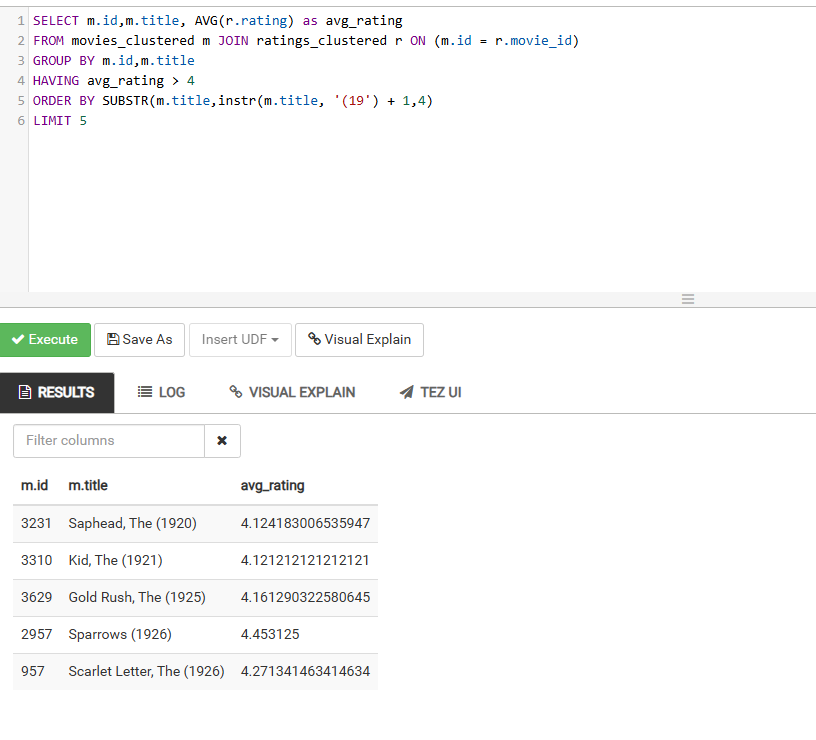 1 SELECT m.id,m.title, AVG(r.rating) as avg_rating
2 FROM movies_clustered m JOIN ratings_clustered r ON (m.id = r.movie_id)
3 GROUP BY m.id,m.title
4 HAVING avg_rating > 4
5 ORDER BY SUBSTR(m.title,instr(m.title, '(19') + 1,4)
6 LIMIT 5
Execute Save As Insert UDF Visual Explain
RESULTS LOG VISUAL EXPLAIN TEZ UI
Filter columns
m.id m.title avg_rating
3231 Saphead, The (1920) 4.124183006535947
3310 Kid, The (1921) 4.121212121212121
3629 Gold Rush, The (1925) 4.161290322580645
2957 Sparrows (1926) 4.453125
957 Scarlet Letter, The (1926) 4.271341463414634